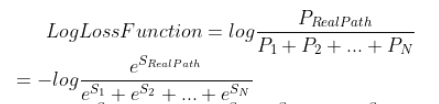 LogLossFunction = log P_RealPath / P_1 + P_2 + ... + P_N
= -log e^{S_RealPath} / e^{S_1} + e^{S_2} + ... + e^{S_N}